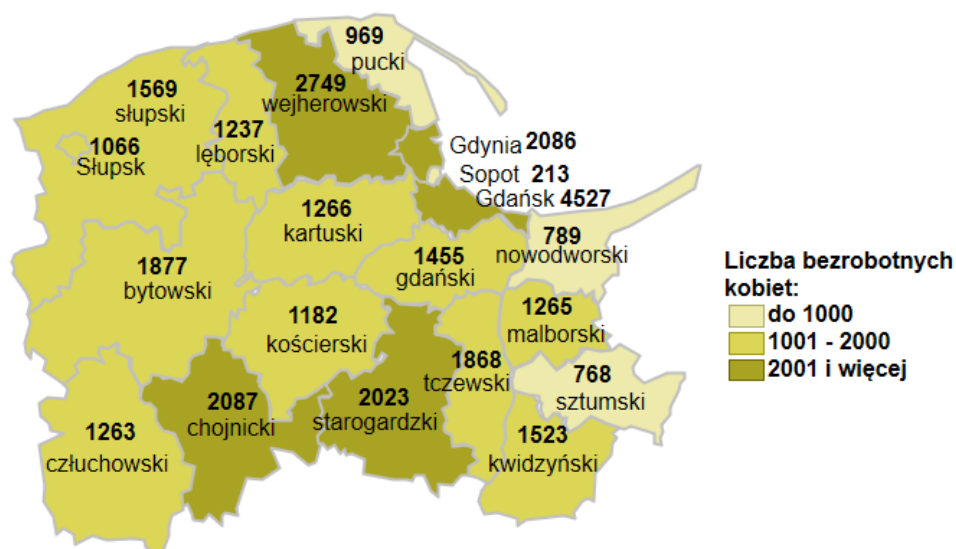 969
pucki
2749
wejherowski
1569
słupski
1237
lęborski
1066
Słupsk
Gdynia 2086
Sopot 213
Gdańsk 4527
1266
kartuski
789
nowodworski
1455
gdański
1877
bytowski
1265
malborski
1182
kościerski
1868
tczewski
768
sztumski
2087
chojnicki
2023
starogardzki
1263
człuchowski
1523
kwidzyński
Liczba bezrobotnych
kobiet:
do 1000
1001 - 2000
2001 i więcej